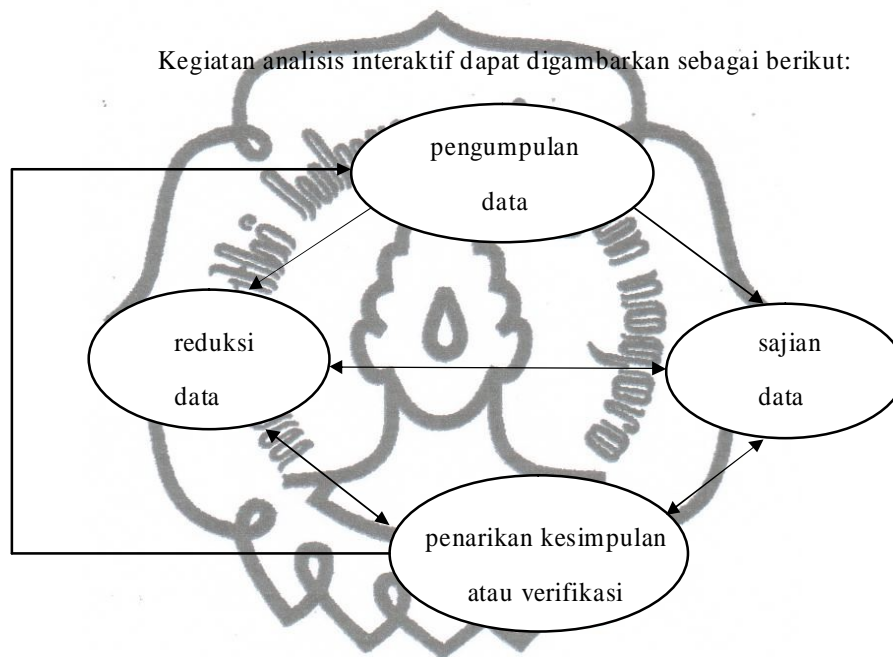 Kegiatan analisis interaktif dapat digambarkan sebagai berikut:
pengumpulan
data
reduksi
data
sajian
data
penarikan kesimpulan
atau verifikasi